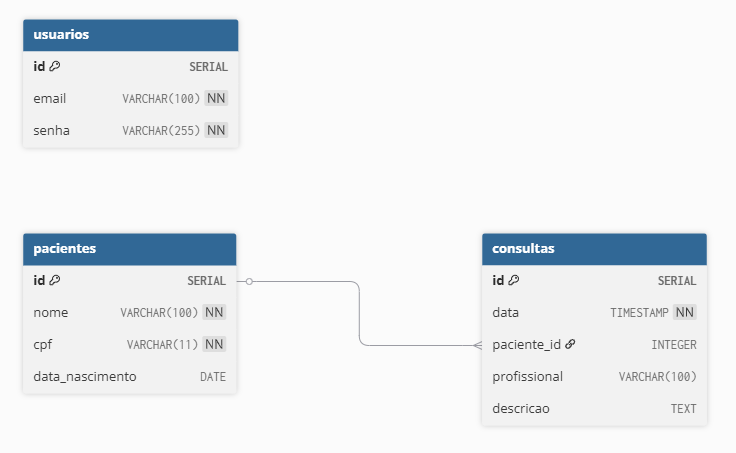 usuarios
id SERIAL
email VARCHAR(100) NN
senha VARCHAR(255) NN
pacientes
id SERIAL
nome VARCHAR(100) NN
cpf VARCHAR(11) NN
data_nascimento DATE
consultas
id SERIAL
data TIMESTAMP NN
paciente_id INTEGER
profissional VARCHAR(100)
descricao TEXT